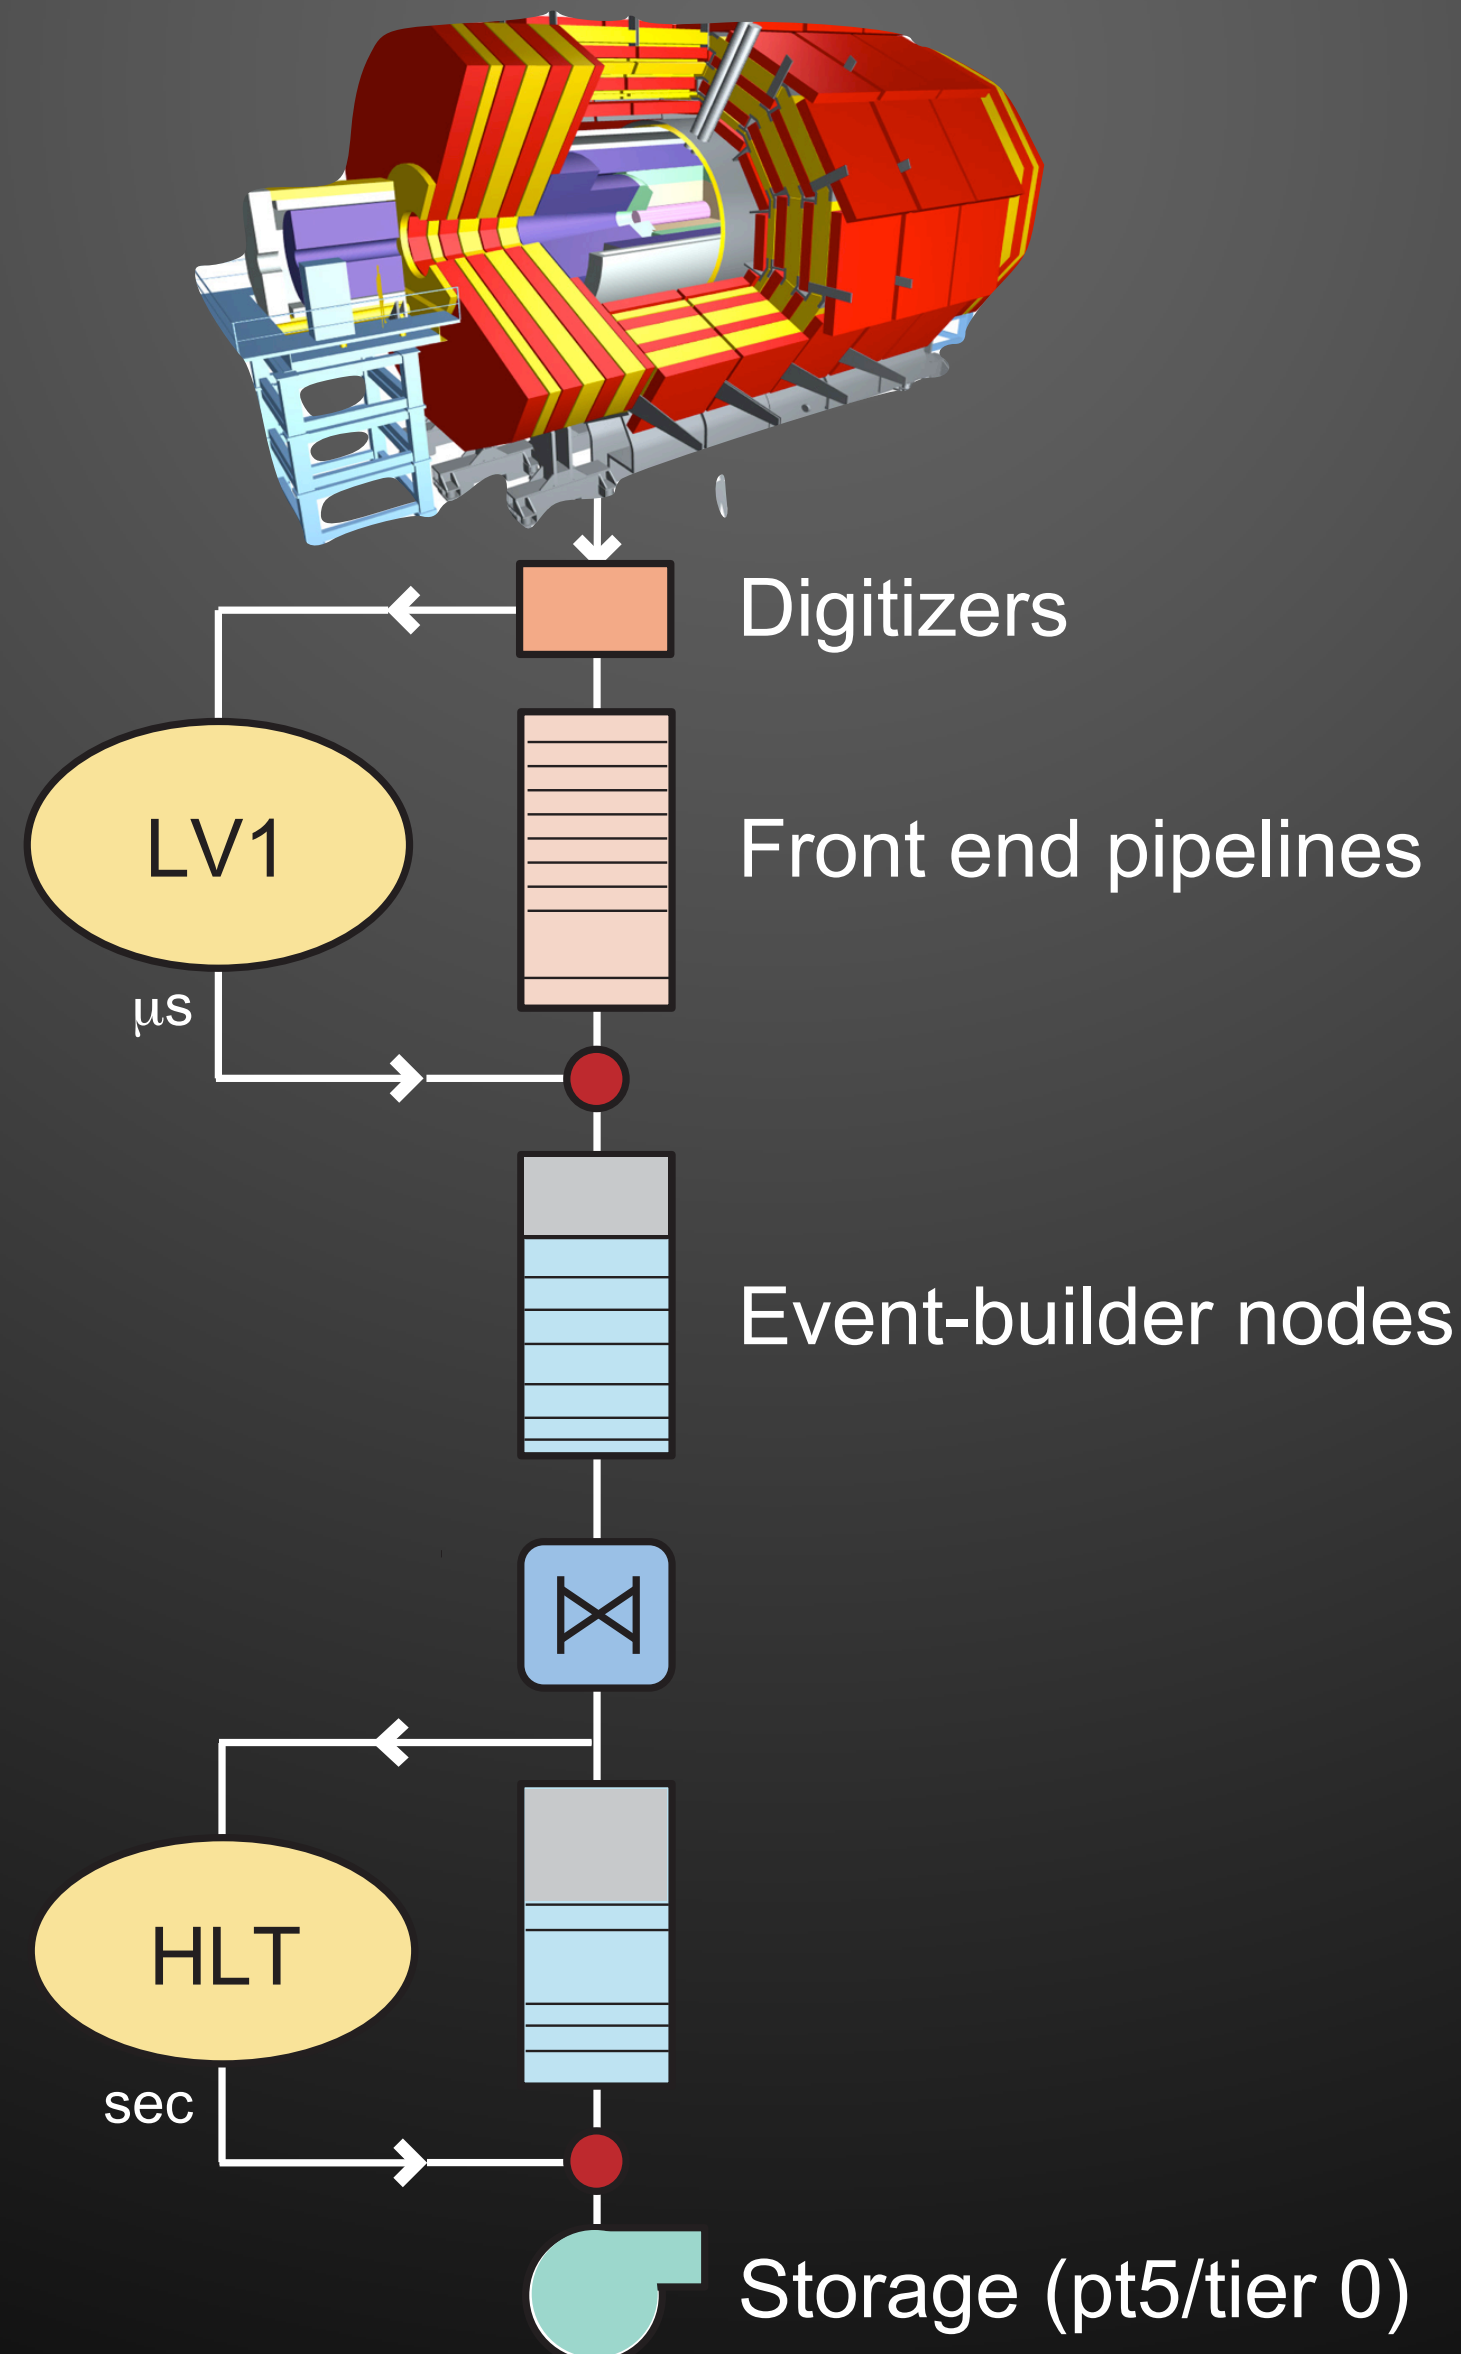 Digitizers
LV1
Front end pipelines
μs
Event-builder nodes
HLT
sec
Storage (pt5/tier 0)